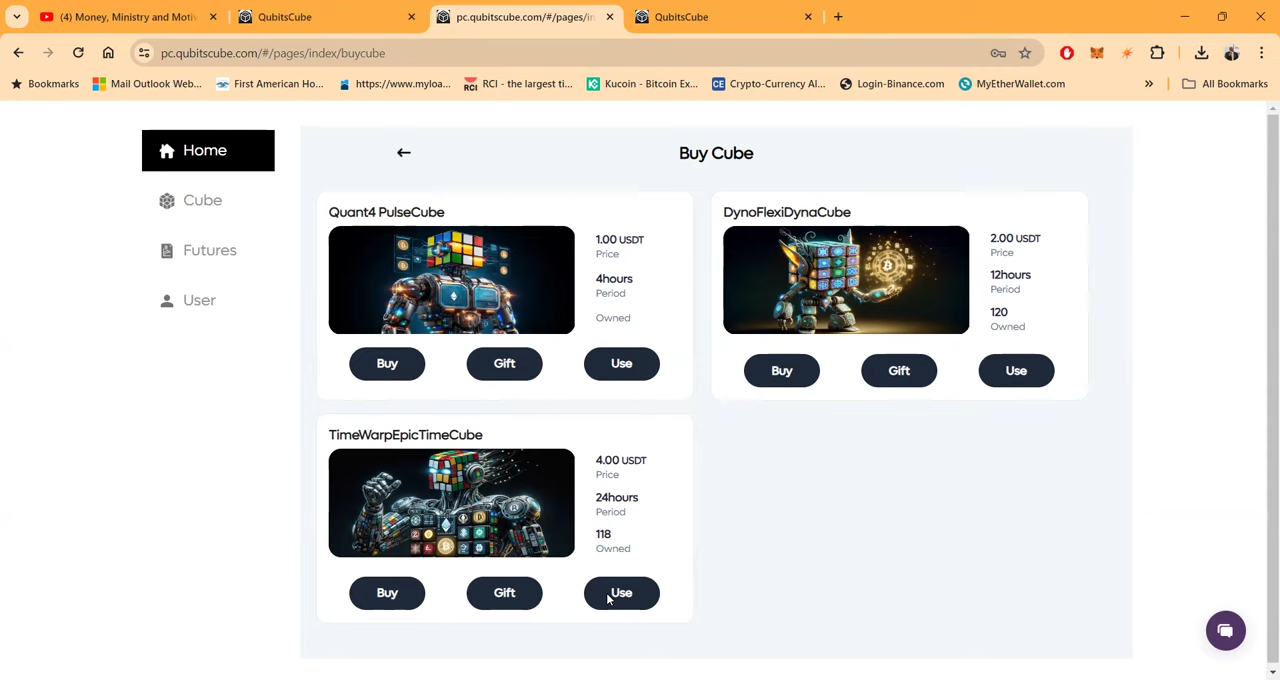 (4) Money, Ministry and Motiv
QubitsCube
pc.qubitscube.com/#/pages/in
QubitsCube
pc.qubitscube.com/#/pages/index/buycube
Bookmarks
Mail Outlook Web...
First American Ho...
https://www.myloa...
RCI - the largest ti...
Kucoin - Bitcoin Ex...
Crypto-Currency Al...
Login-Binance.com
MyEtherWallet.com
»
All Bookmarks
Home
Cube
Futures
User
Buy Cube
Quant4 PulseCube
1.00 USDT
Price
4hours
Period
Owned
Buy
Gift
Use
DynoFlexiDynaCube
2.00 USDT
Price
12hours
Period
120
Owned
Buy
Gift
Use
TimeWarpEpicTimeCube
4.00 USDT
Price
24hours
Period
118
Owned
Buy
Gift
Use